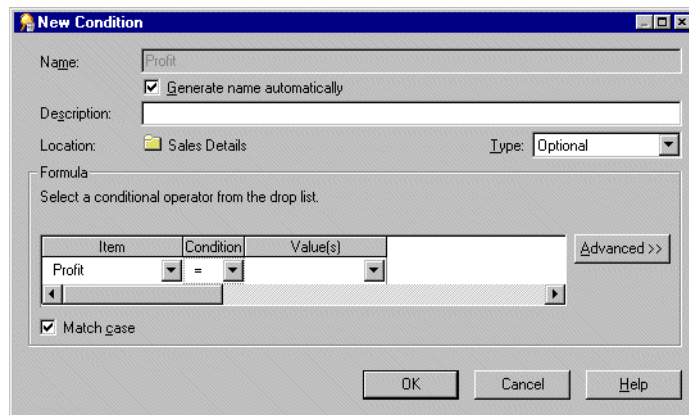 New Condition
Name: Profit
Generate name automatically
Description:
Location: Sales Details Type: Optional
Formula
Select a conditional operator from the drop list.
Item Condition Value(s)
Profit =
Advanced >>
Match case
OK Cancel Help